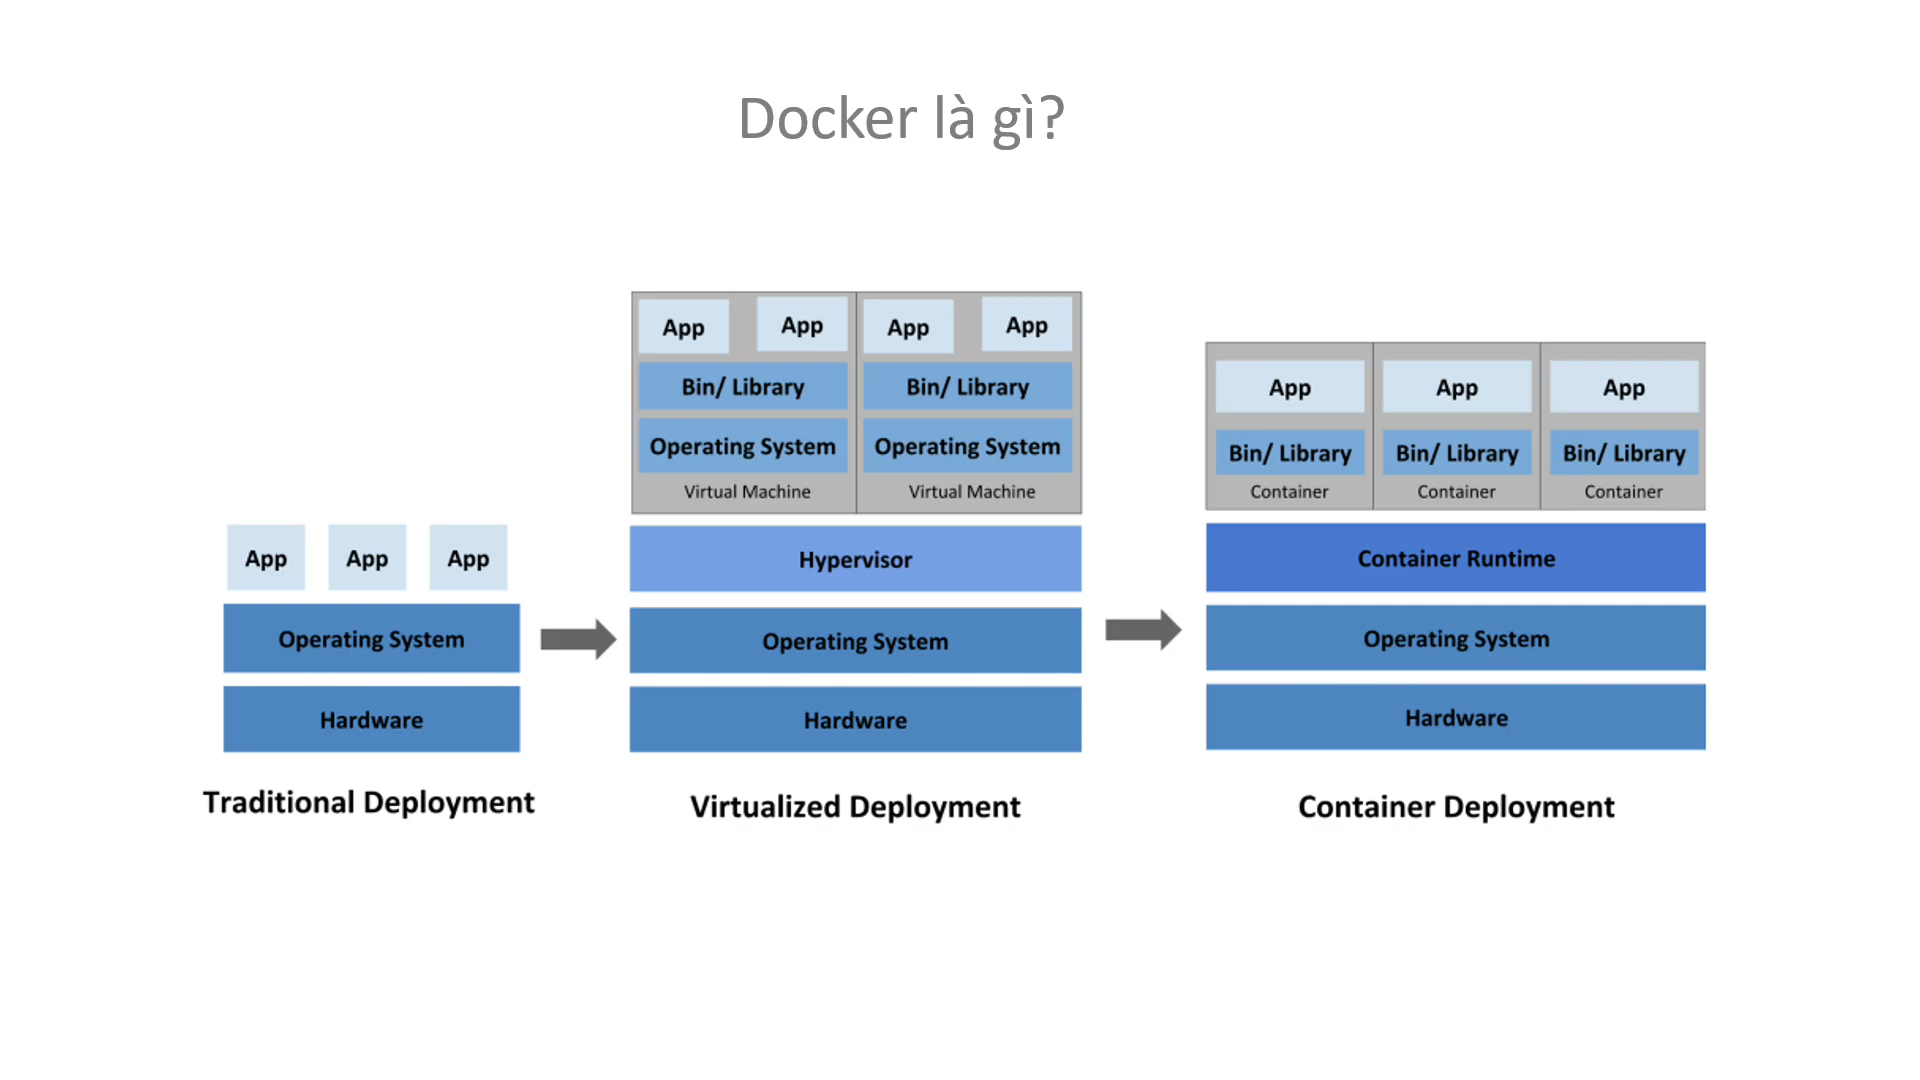 Docker là gì?
App
App
App
Operating System
Hardware
Traditional Deployment
App
App
App
App
Bin/ Library
Bin/ Library
Operating System
Operating System
Virtual Machine
Virtual Machine
Hypervisor
Operating System
Hardware
Virtualized Deployment
App
App
App
Bin/ Library
Bin/ Library
Bin/ Library
Container
Container
Container
Container Runtime
Operating System
Hardware
Container Deployment